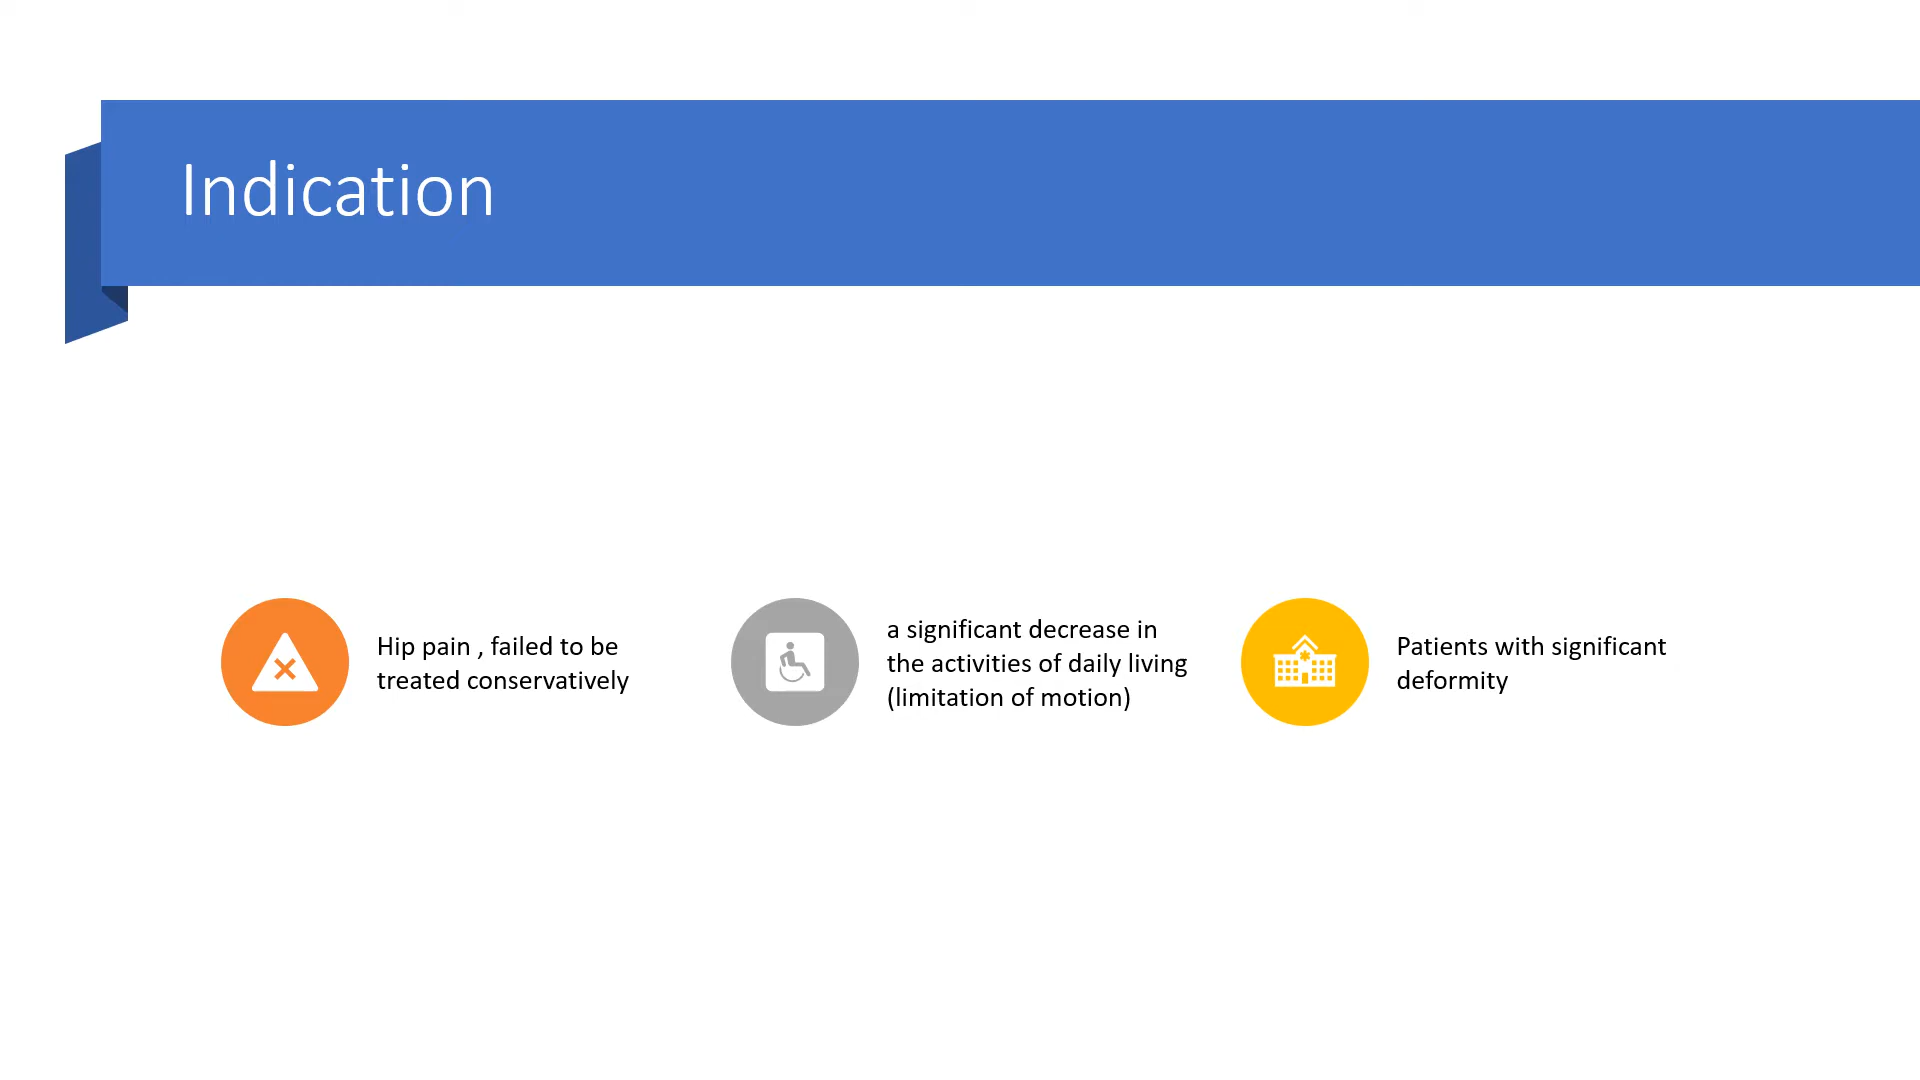 Indication
Hip pain , failed to be
treated conservatively
a significant decrease in
the activities of daily living
(limitation of motion)
Patients with significant
deformity